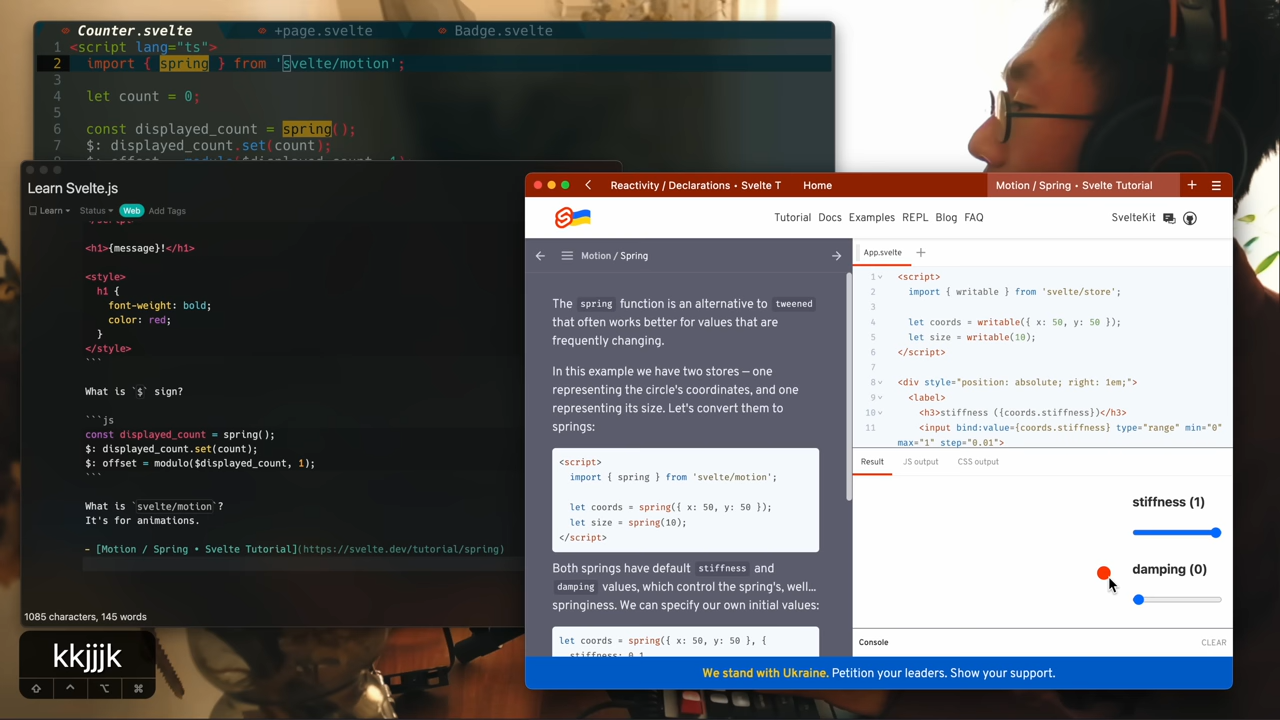 Counter.svelte
+page.svelte
Badge.svelte
1 <script lang="ts">
2 import { spring } from 'svelte/motion';
3
4 let count = 0;
5
6 const displayed_count = spring();
7 $: displayed_count.set(count);
Learn Svelte.js
Learn
Status
Web
Add Tags
<h1>{message}!</h1>
<style>
h1 {
font-weight: bold;
color: red;
}
</style>
```
What is `$` sign?
```js
const displayed_count = spring();
$: displayed_count.set(count);
$: offset = modulo($displayed_count, 1);
```
What is `svelte/motion`?
It's for animations.
- [Motion / Spring • Svelte Tutorial](https://svelte.dev/tutorial/spring)
1085 characters, 145 words
kkjjjk
Reactivity / Declarations • Svelte T
Home
Motion / Spring • Svelte Tutorial
Tutorial Docs Examples REPL Blog FAQ
SvelteKit
Motion / Spring
The spring function is an alternative to tweened
that often works better for values that are
frequently changing.
In this example we have two stores — one
representing the circle's coordinates, and one
representing its size. Let's convert them to
springs:
<script>
import { spring } from 'svelte/motion';
let coords = spring({ x: 50, y: 50 });
let size = spring(10);
</script>
Both springs have default stiffness and
damping values, which control the spring's, well...
springiness. We can specify our own initial values:
let coords = spring({ x: 50, y: 50 }, {
App.svelte
1 <script>
2 import { writable } from 'svelte/store';
3
4 let coords = writable({ x: 50, y: 50 });
5 let size = writable(10);
6 </script>
7
8 <div style="position: absolute; right: 1em;">
9 <label>
10 <h3>stiffness ({coords.stiffness})</h3>
11 <input bind:value={coords.stiffness} type="range" min="0"
max="1" step="0.01">
Result
JS output
CSS output
stiffness (1)
damping (0)
Console
CLEAR
We stand with Ukraine. Petition your leaders. Show your support.